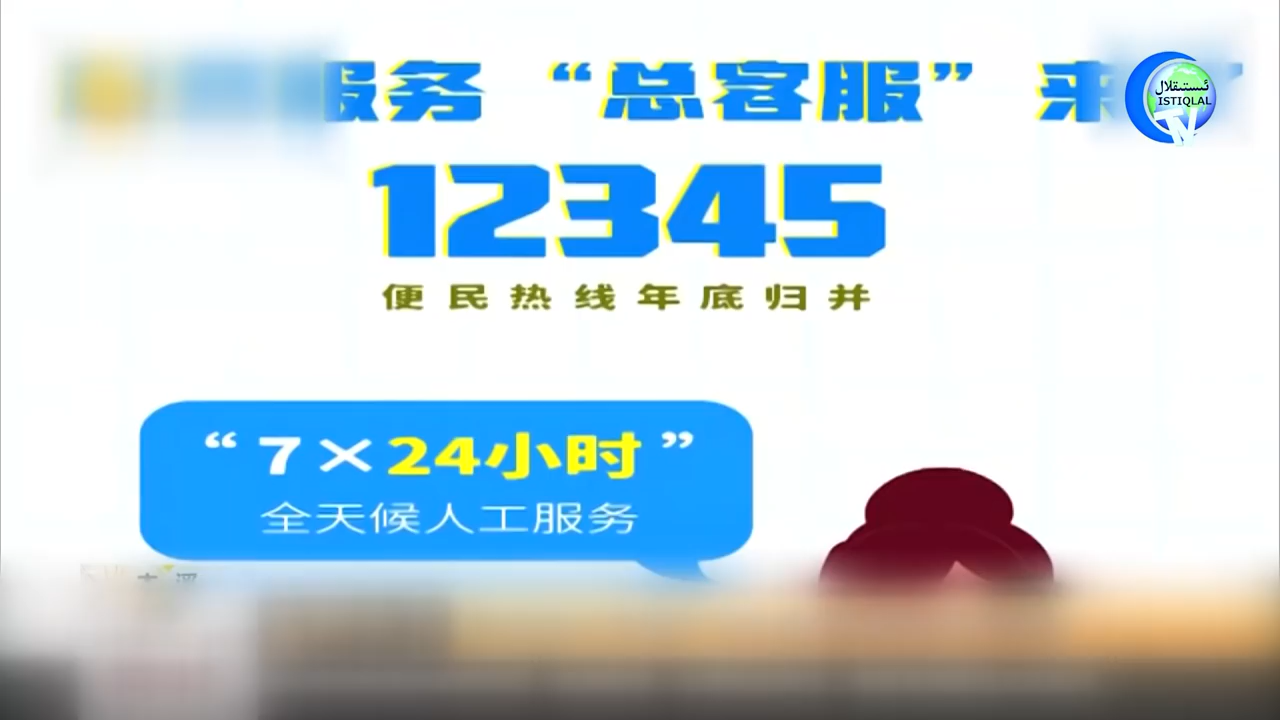 服务“总客服”来
ئىستىقلال
ISTIQLAL
TV
12345
便民热线年底归并
“7×24小时”
全天候人工服务